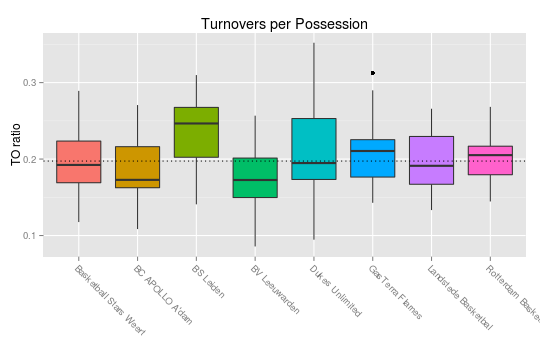 Turnovers per Possession
TO ratio
0.3
0.2
0.1
Basketball Stars Weert
BC APOLLO A'dam
BS Leiden
BV Leeuwarden
Dukes Unlimited
GasTerra Flames
Landstede Basketbal
Rotterdam Basket